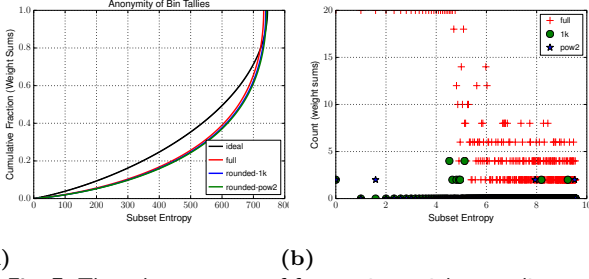 Anonymity of Bin Tallies
Cumulative Fraction (Weight Sums)
1.0
0.8
0.6
0.4
0.2
0.0
ideal
full
rounded-1k
rounded-pow2
0 100 200 300 400 500 600 700 800
Subset Entropy
Count (weight sums)
20
15
10
5
0
full
1k
pow2
0 2 4 6 8 10
Subset Entropy
(b)